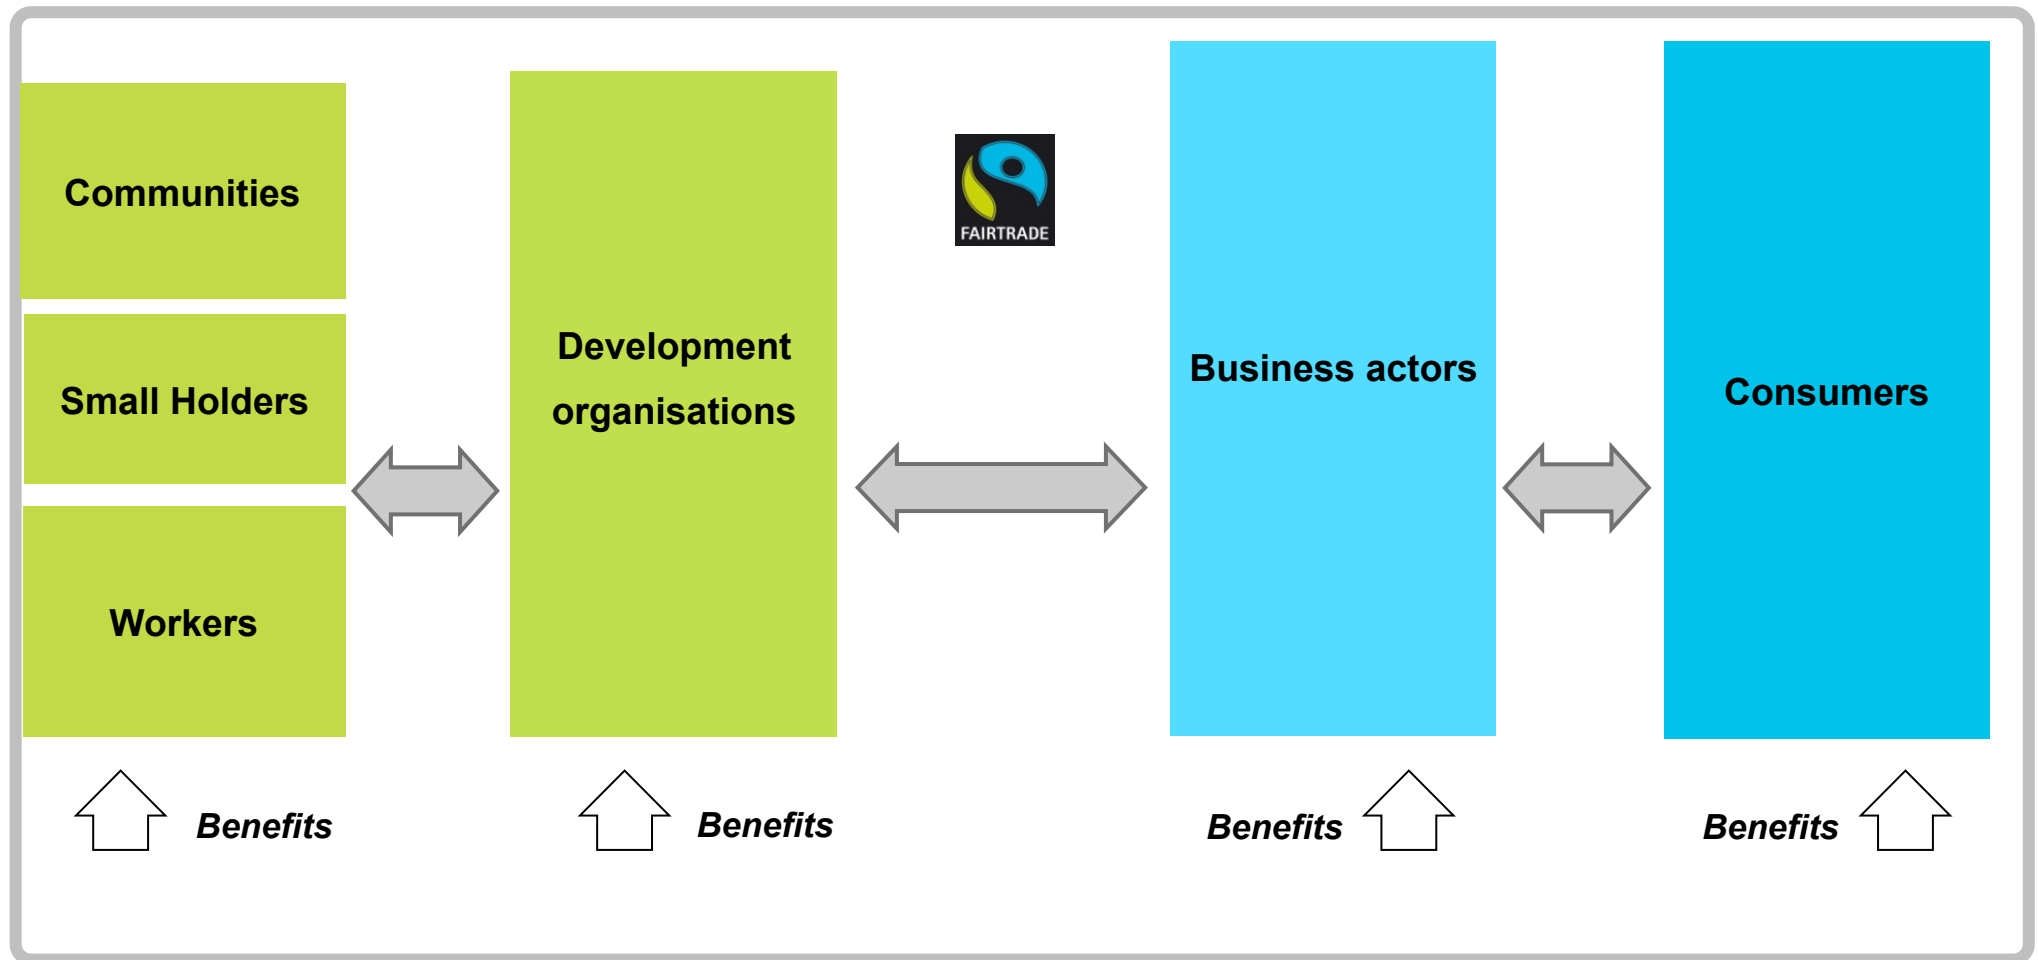 Communities
Small Holders
Workers
Development
organisations
FAIRTRADE
Business actors
Consumers
Benefits
Benefits
Benefits
Benefits